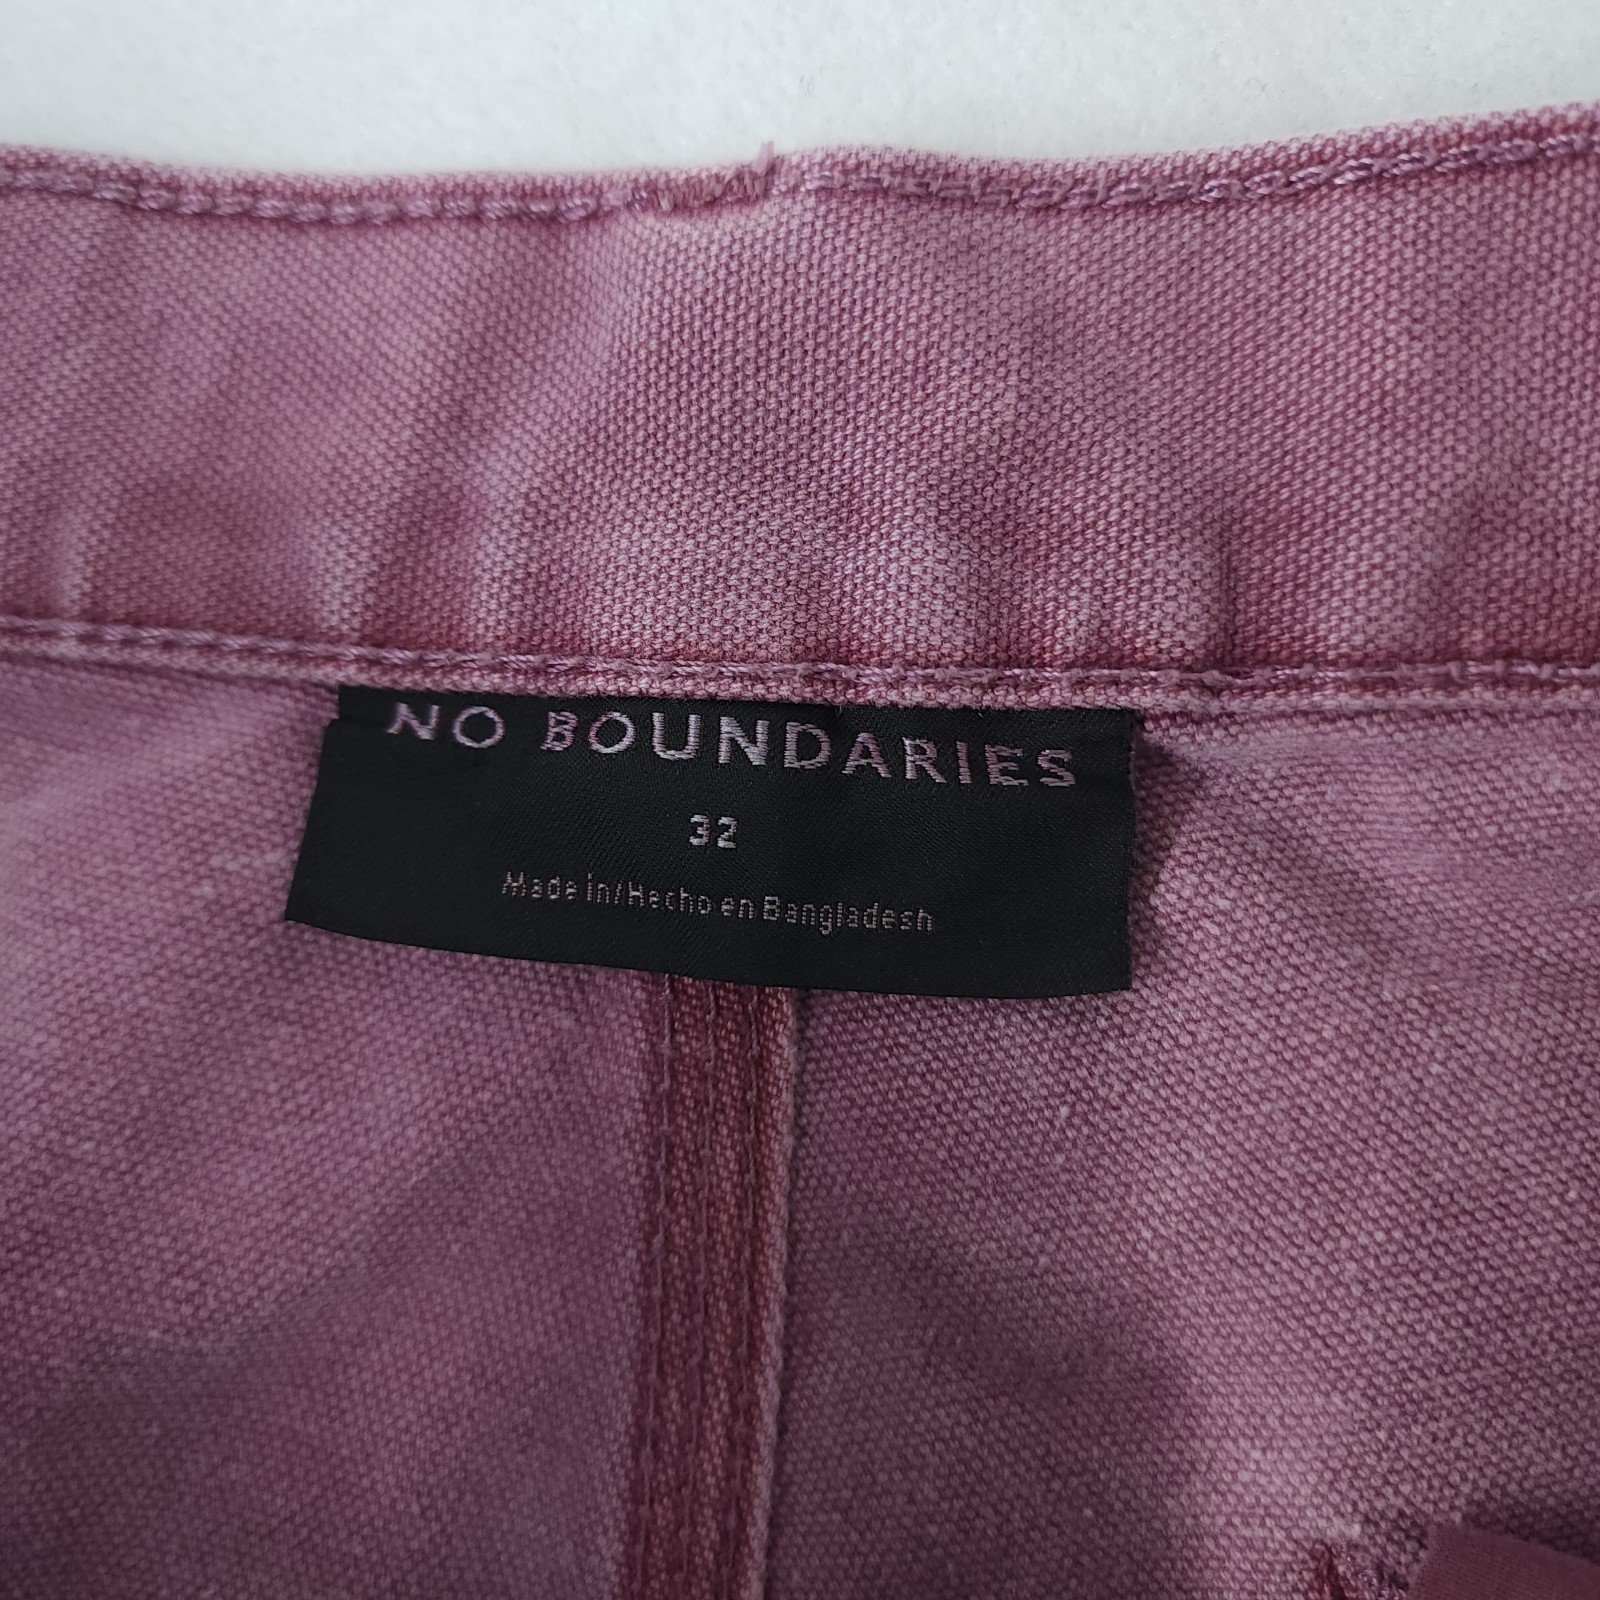 NO BOUNDARIES
32
Made in/Hecho en Bangladesh